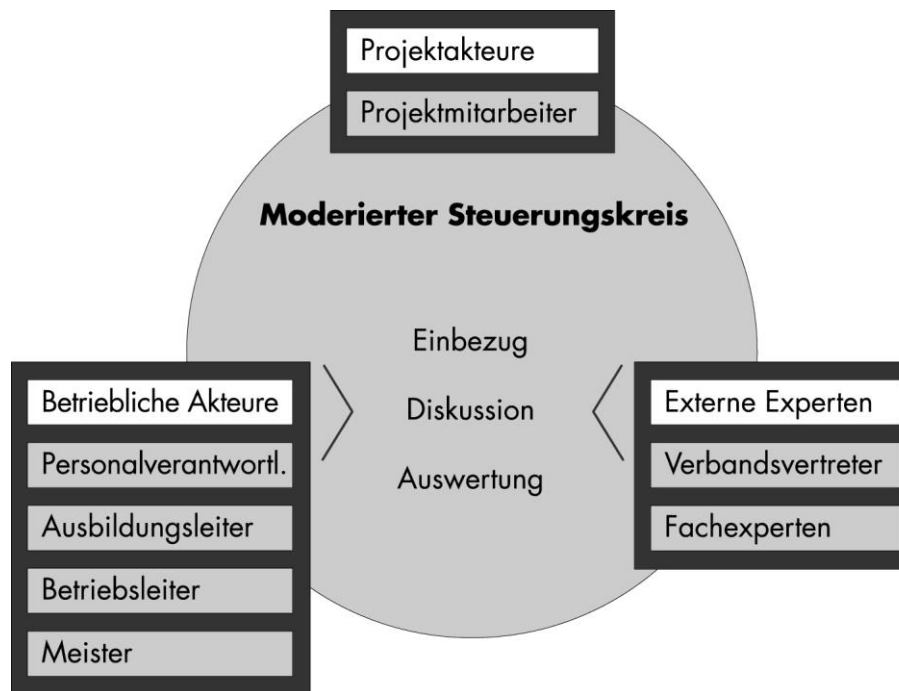 Projektakteure
Projektmitarbeiter
Moderierter Steuerungskreis
Einbezug
Diskussion
Auswertung
Betriebliche Akteure
Personalverantwortl.
Ausbildungsleiter
Betriebsleiter
Meister
Externe Experten
Verbandsvertreter
Fachexperten